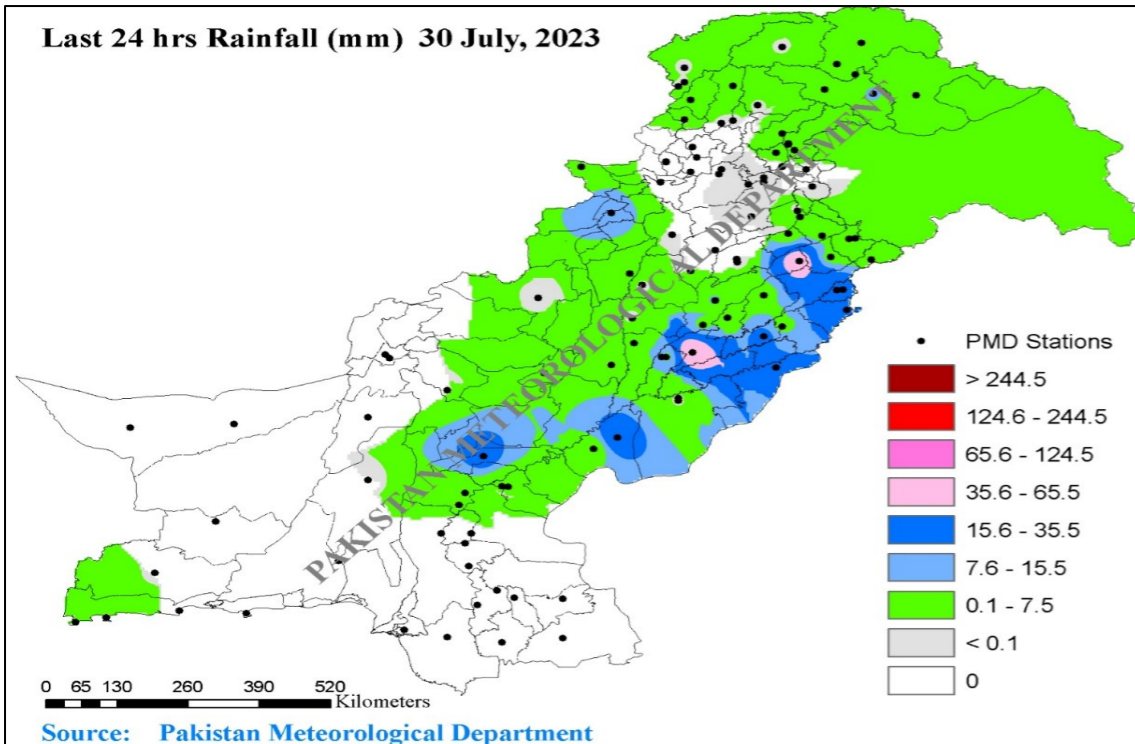 Last 24 hrs Rainfall (mm) 30 July, 2023
PAKISTAN METEOROLOGICAL DEPARTMENT
PMD Stations
> 244.5
124.6 - 244.5
65.6 - 124.5
35.6 - 65.5
15.6 - 35.5
7.6 - 15.5
0.1 - 7.5
< 0.1
0
0 65 130 260 390 520
Kilometers
Source: Pakistan Meteorological Department